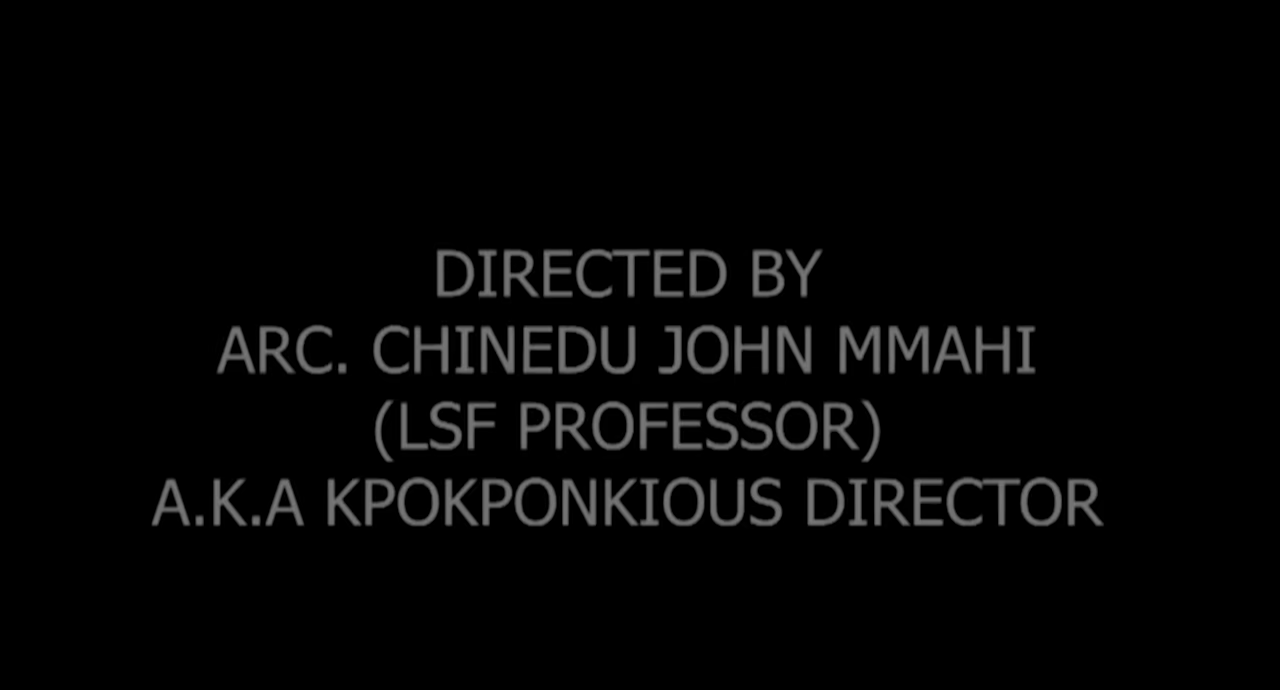 DIRECTED BY
ARC. CHINEDU JOHN MMAHI
(LSF PROFESSOR)
A.K.A KPOKPONKIOUS DIRECTOR